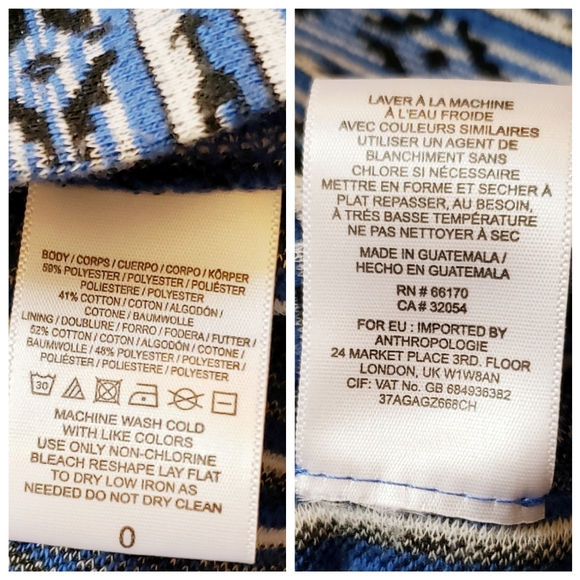 BODY / CORPS / CUERPO / CORPO / KÖRPER
59% POLYESTER / POLYESTER / POLIÉSTER
POLIESTERE / POLYESTER
41% COTTON / COTON / ALGODÓN /
COTONE / BAUMWOLLE
LINING / DOUBLURE / FORRO / FODERA / FUTTER /
52% COTTON / COTON / ALGODÓN / COTONE /
BAUMWOLLE / 48% POLYESTER / POLYESTER /
POLIÉSTER / POLIESTERE / POLYESTER
30
MACHINE WASH COLD
WITH LIKE COLORS
USE ONLY NON-CHLORINE
BLEACH RESHAPE LAY FLAT
TO DRY LOW IRON AS
NEEDED DO NOT DRY CLEAN
0
LAVER À LA MACHINE
À L'EAU FROIDE
AVEC COULEURS SIMILAIRES
UTILISER UN AGENT DE
BLANCHIMENT SANS
CHLORE SI NÉCESSAIRE
METTRE EN FORME ET SECHER À
PLAT REPASSER, AU BESOIN,
À TRÉS BASSE TEMPÉRATURE
NE PAS NETTOYER À SEC
MADE IN GUATEMALA /
HECHO EN GUATEMALA
RN # 66170
CA # 32054
FOR EU : IMPORTED BY
ANTHROPOLOGIE
24 MARKET PLACE 3RD. FLOOR
LONDON, UK W1W8AN
CIF: VAT No. GB 684936382
37AGAGZ668CH